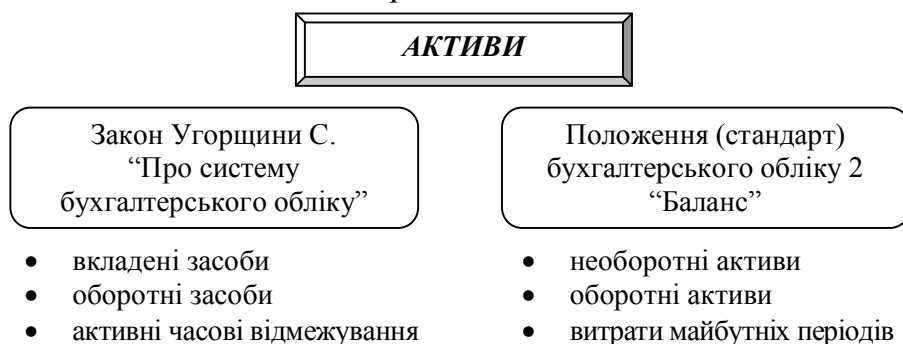 АКТИВИ
Закон Угорщини С.
“Про систему
бухгалтерського обліку”
• вкладені засоби
• оборотні засоби
• активні часові відмежування
Положення (стандарт)
бухгалтерського обліку 2
“Баланс”
• необоротні активи
• оборотні активи
• витрати майбутніх періодів